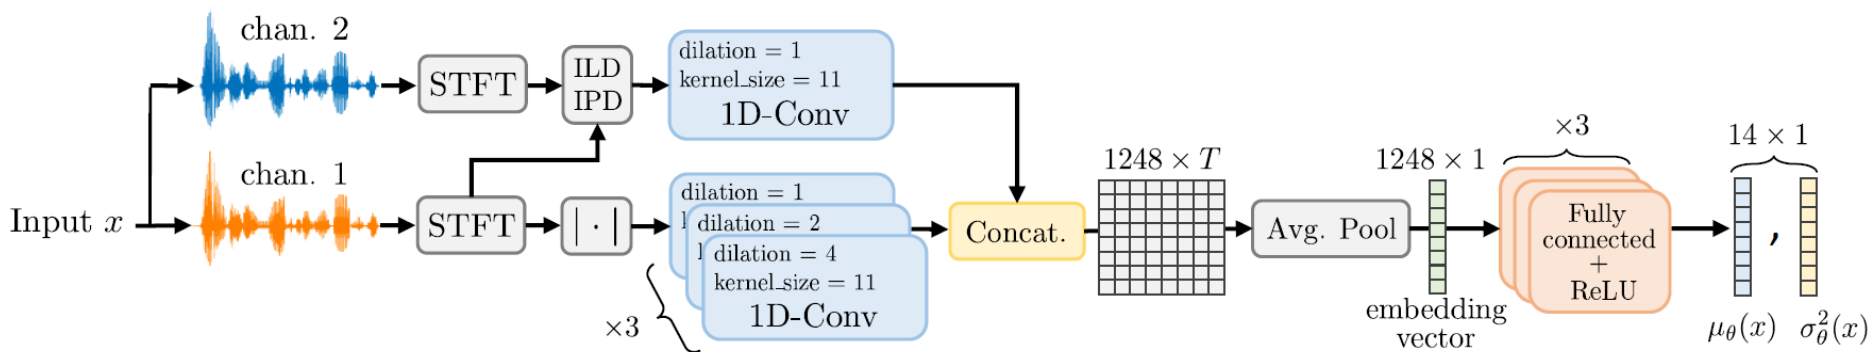 chan. 2
STFT
ILD
IPD
dilation = 1
kernel_size = 11
1D-Conv
Input x
chan. 1
STFT
| · |
dilation = 1
dilation = 2
dilation = 4
kernel_size = 11
1D-Conv
×3
Concat.
1248 × T
Avg. Pool
1248 × 1
embedding
vector
×3
Fully
connected
+
ReLU
14 × 1
,
μθ(x)
σ²θ(x)